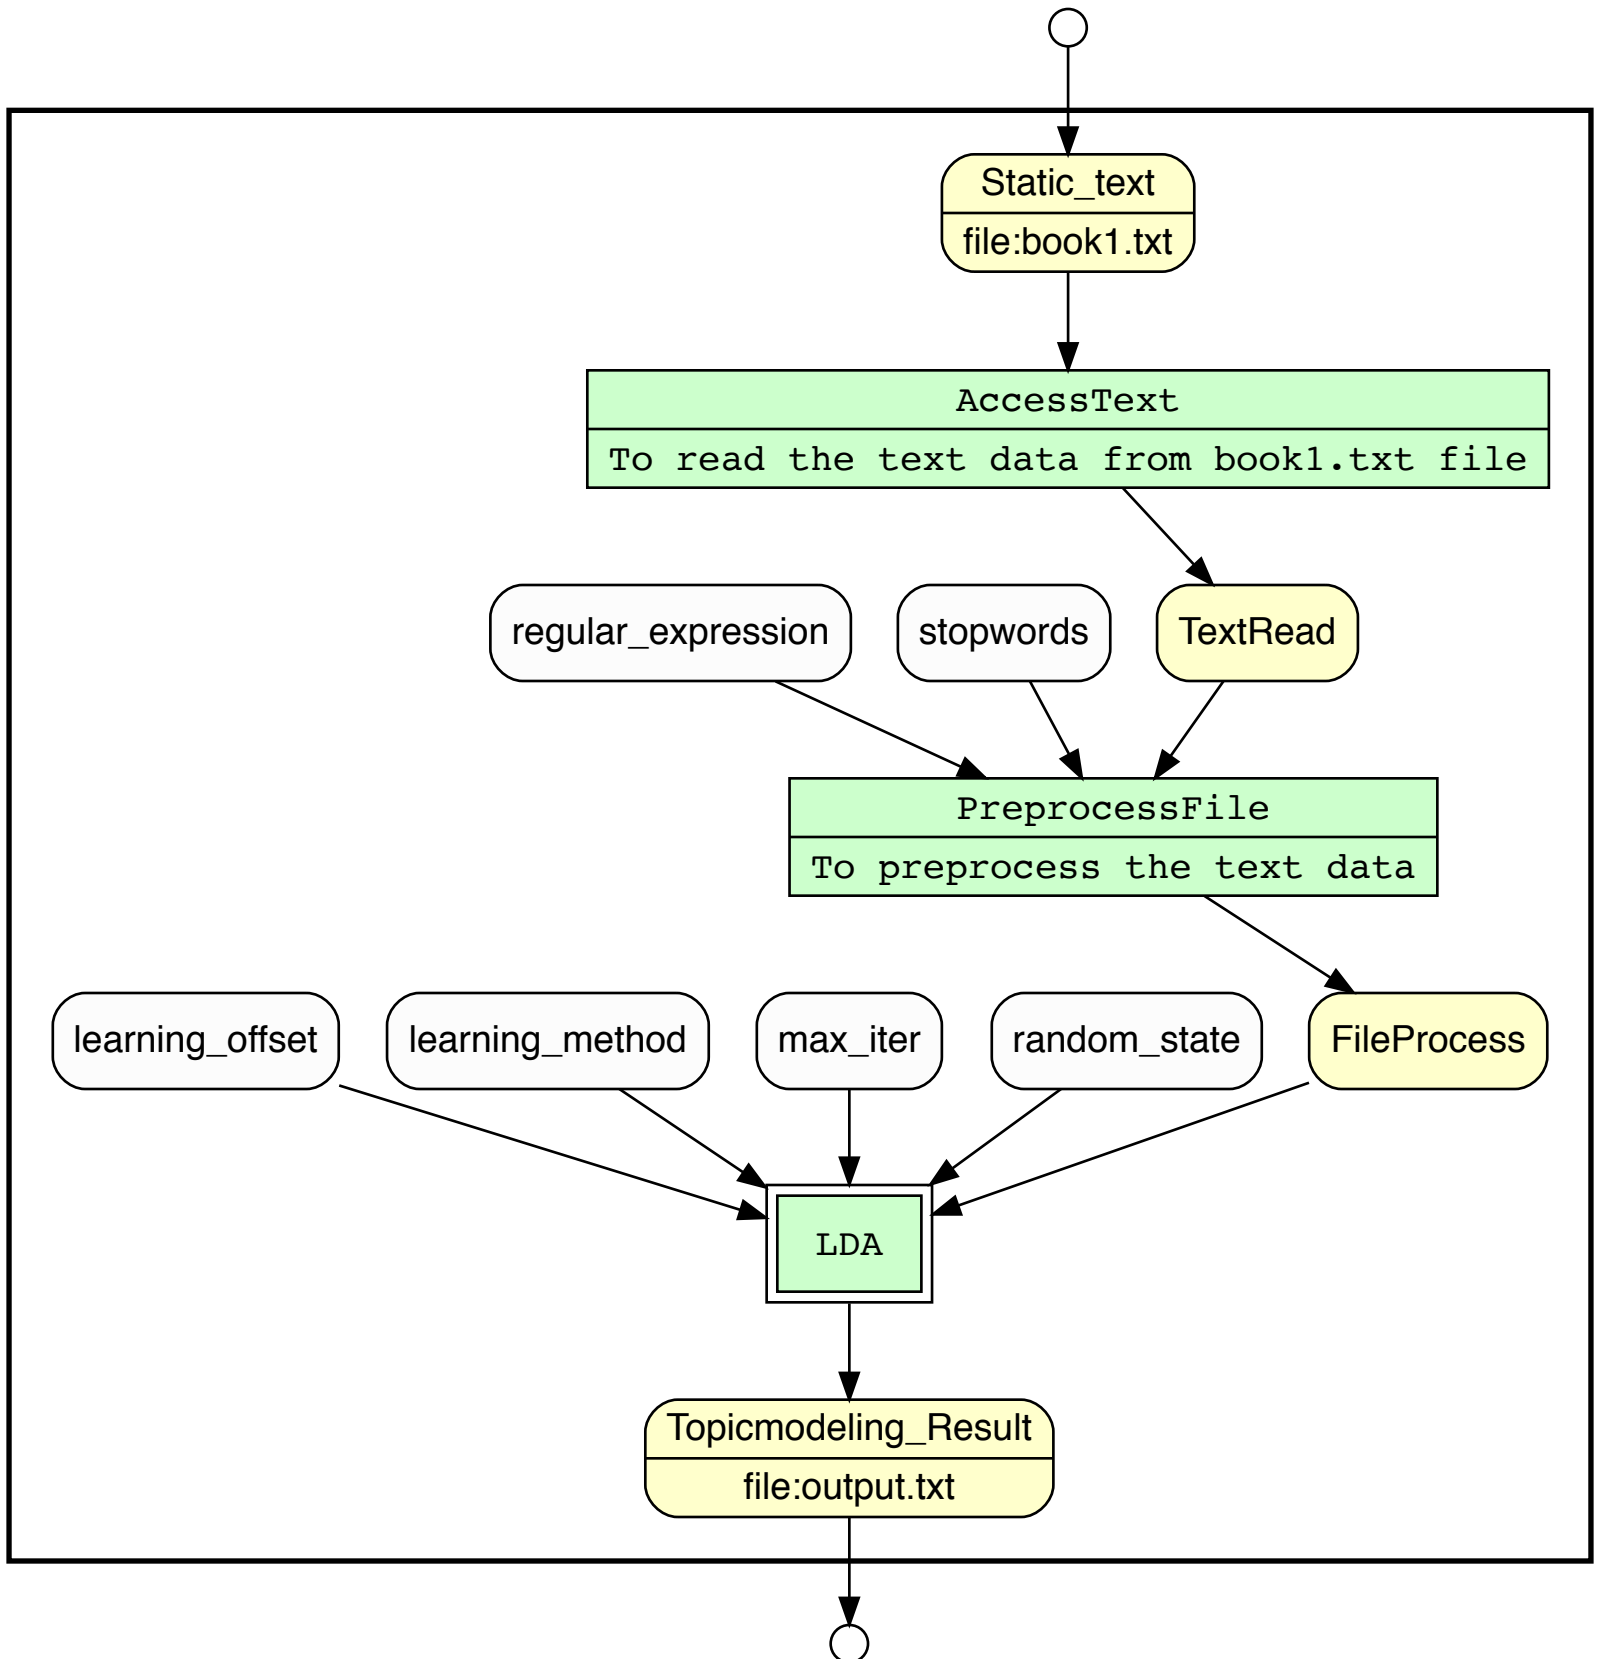 Static_text
file:book1.txt
AccessText
To read the text data from book1.txt file
regular_expression
stopwords
TextRead
PreprocessFile
To preprocess the text data
learning_offset
learning_method
max_iter
random_state
FileProcess
LDA
Topicmodeling_Result
file:output.txt